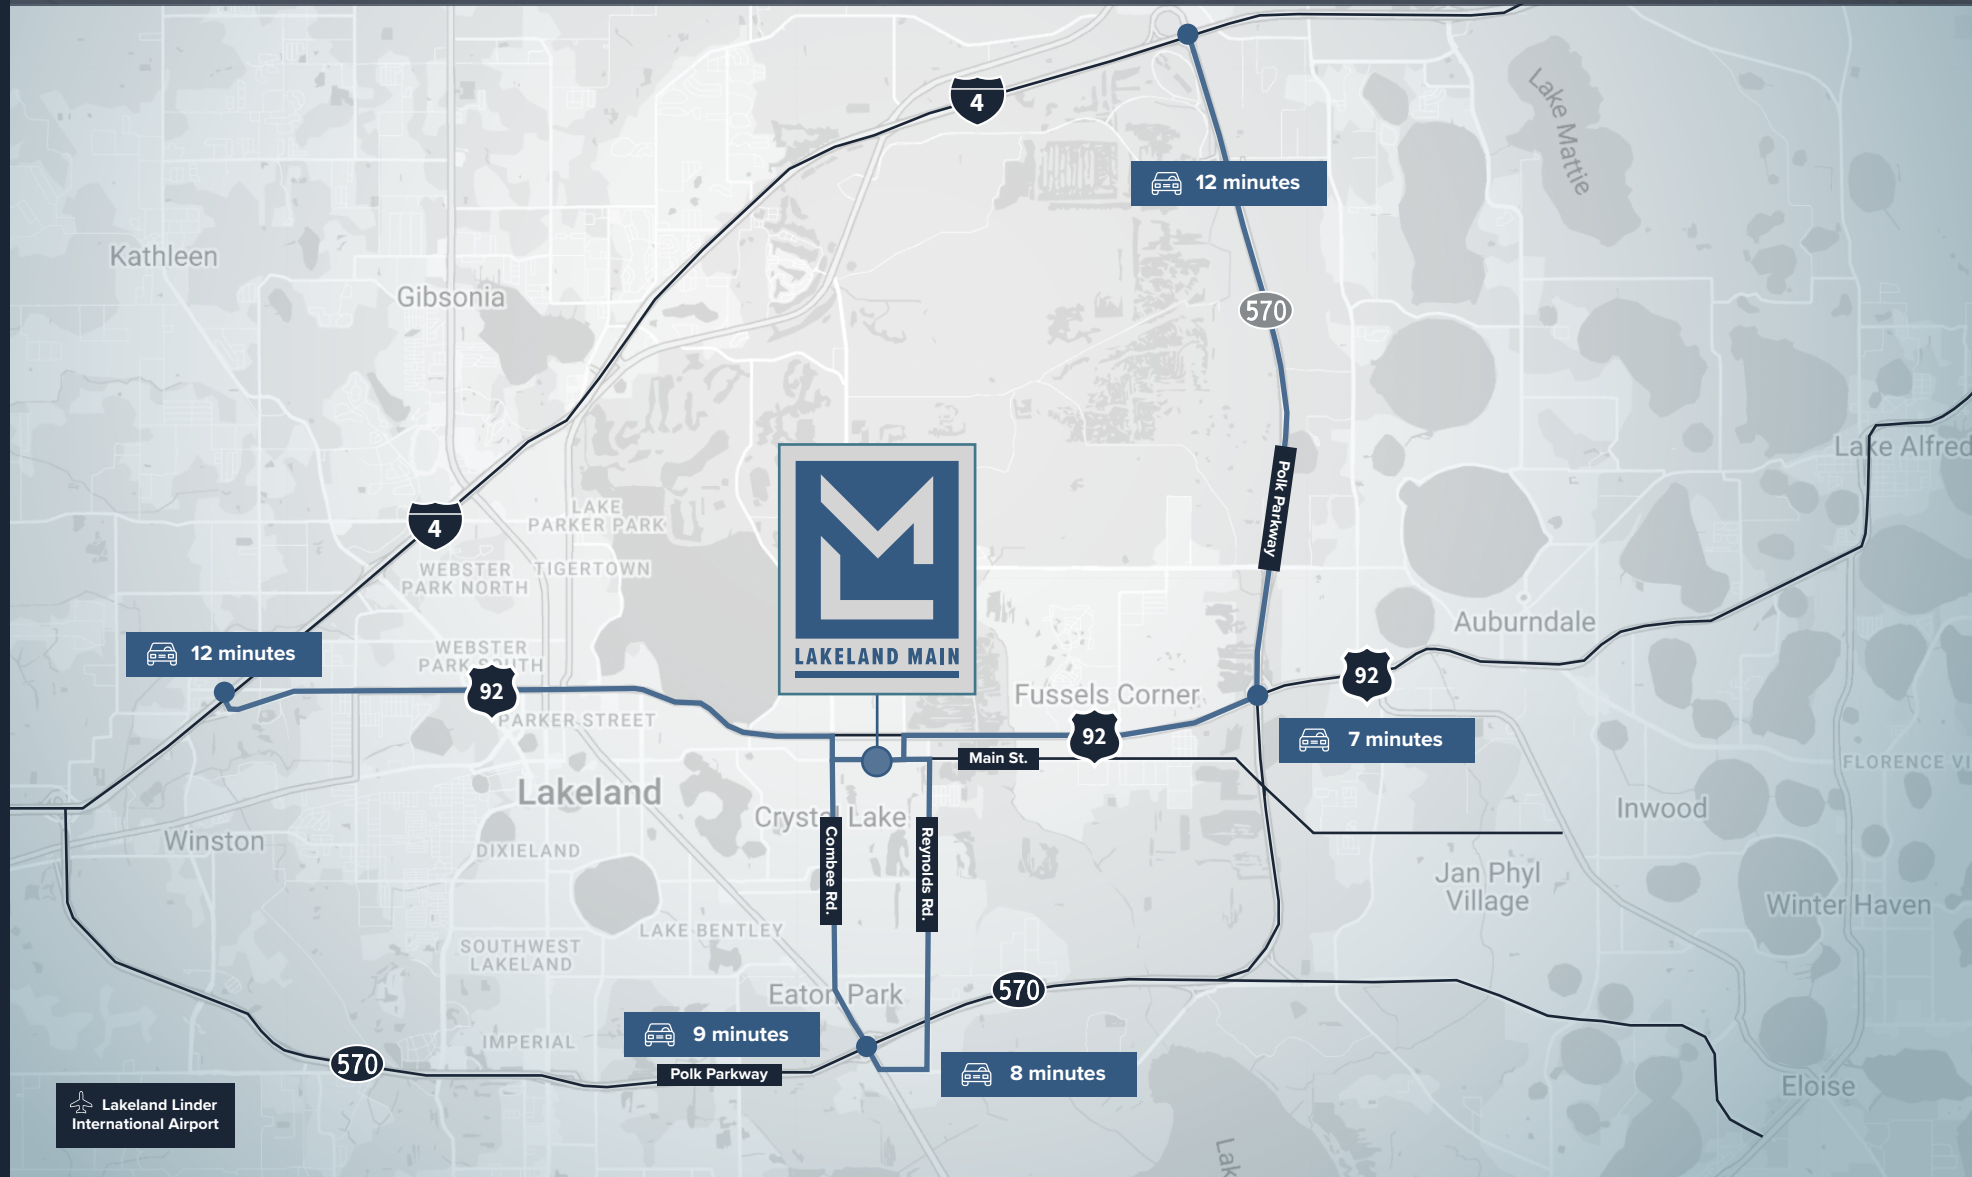 4
12 minutes
Lake Mattie
Kathleen
Gibsonia
570
Lake Alfred
Polk Parkway
LAKE
PARKER PARK
4
WEBSTER
PARK NORTH
TIGERTOWN
LAKELAND MAIN
Auburndale
12 minutes
WEBSTER
PARK SOUTH
92
92
Fussels Corner
PARKER STREET
92
7 minutes
Main St.
FLORENCE VI
Lakeland
Crystal Lake
Inwood
Winston
DIXIELAND
Combee Rd.
Reynolds Rd.
Jan Phyl
Village
Winter Haven
LAKE BENTLEY
SOUTHWEST
LAKELAND
Eaton Park
570
9 minutes
IMPERIAL
570
Polk Parkway
8 minutes
Eloise
Lakeland Linder
International Airport
Lak